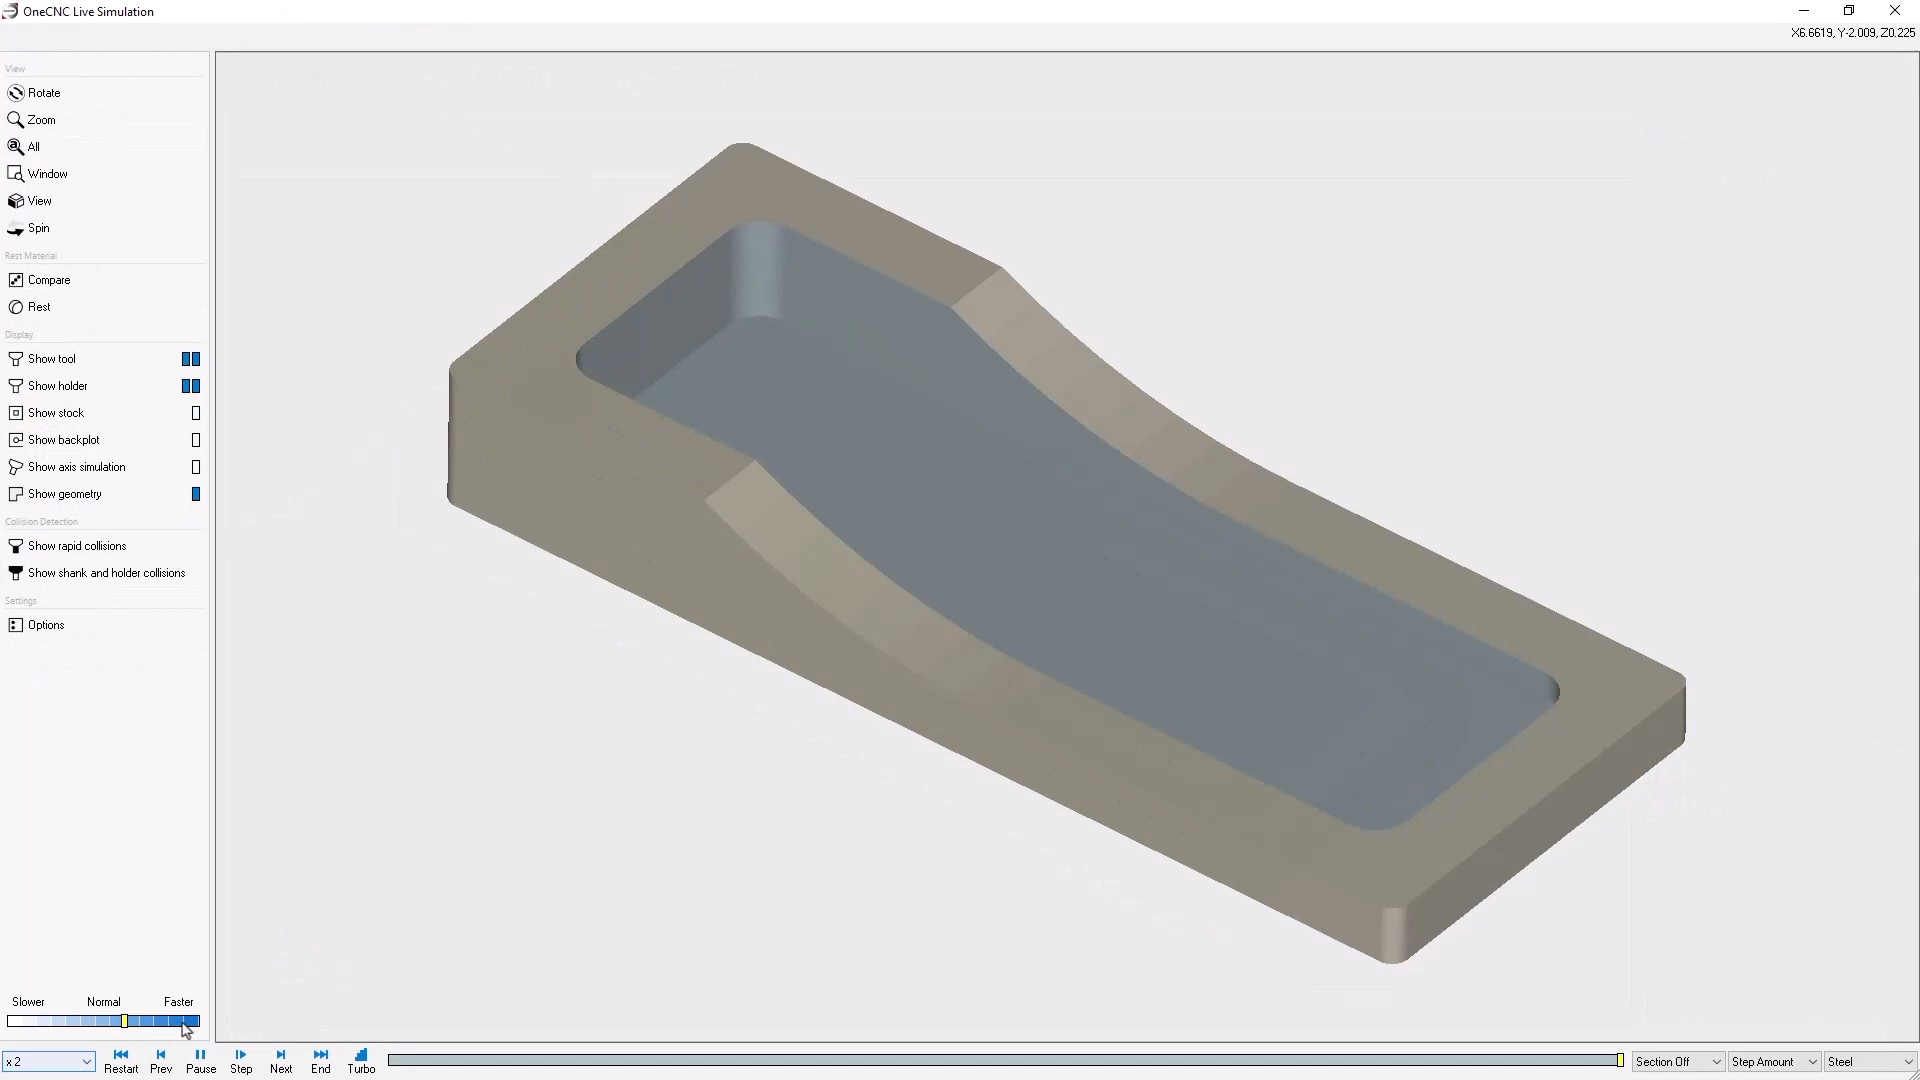 OneCNC Live Simulation
X6.6619, Y-2.009, Z0.225
View
Rotate
Zoom
All
Window
View
Spin
Rest Material
Compare
Rest
Display
Show tool
Show holder
Show stock
Show backplot
Show axis simulation
Show geometry
Collision Detection
Show rapid collisions
Show shank and holder collisions
Settings
Options
Slower Normal Faster
x 2 Restart Prev Pause Step Next End Turbo Section Off Step Amount Steel